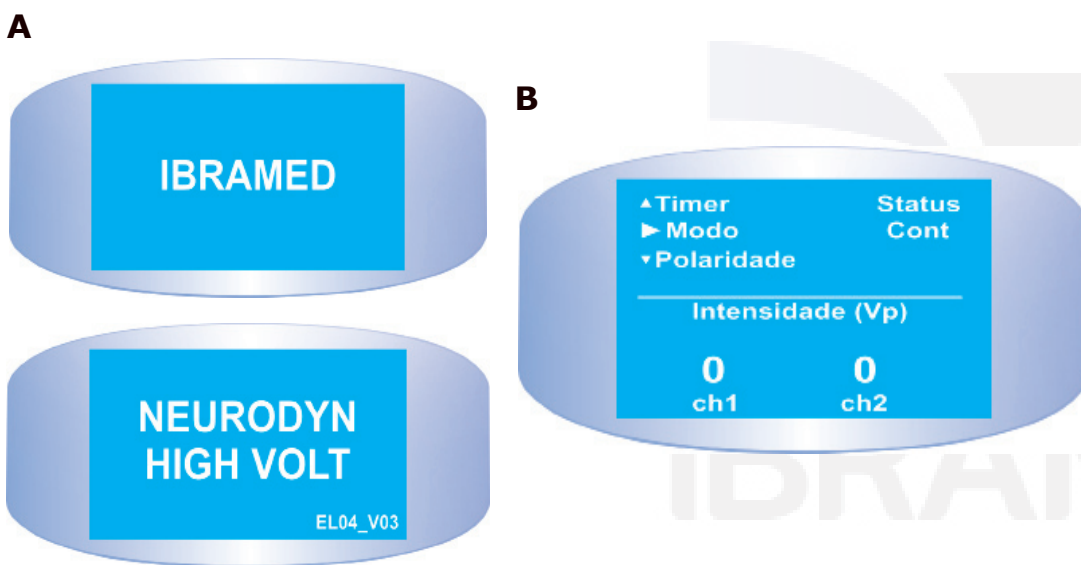 A
IBRAMED
NEURODYN
HIGH VOLT
EL04_V03
B
▲Timer Status
▶ Modo Cont
▼Polaridade
Intensidade (Vp)
0 0
ch1 ch2